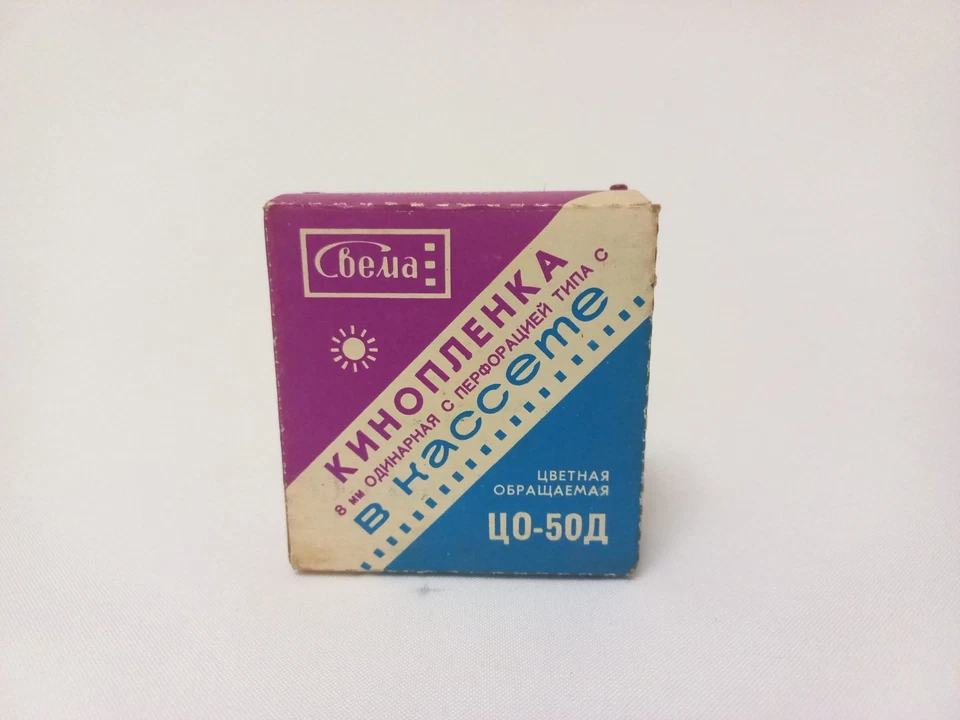 Свема
КИНОПЛЕНКА
8 мм ОДИНАРНАЯ С ПЕРФОРАЦИЕЙ ТИПА С
в кассете
ЦВЕТНАЯ
ОБРАЩАЕМАЯ
ЦО-50Д